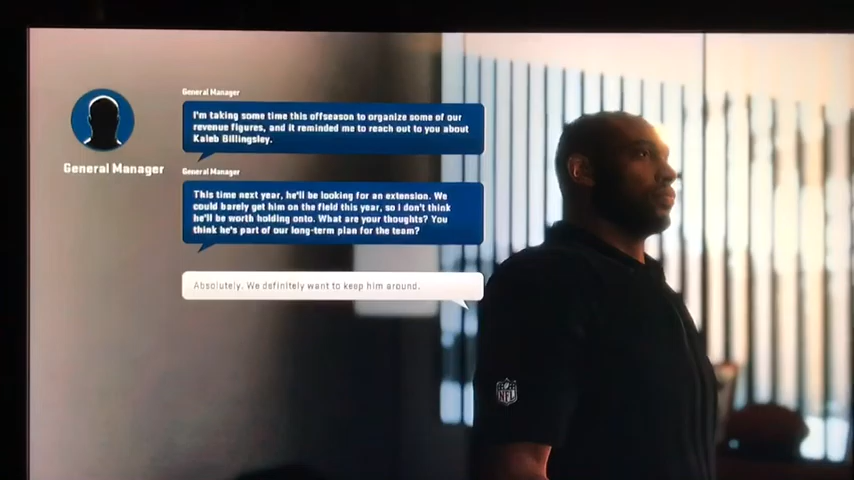 General Manager
I'm taking some time this offseason to organize some of our
revenue figures, and it reminded me to reach out to you about
Kaleb Billingsley.
General Manager
General Manager
This time next year, he'll be looking for an extension. We
could barely get him on the field this year, so i don't think
he'll be worth holding onto. What are your thoughts? You
think he's part of our long-term plan for the team?
Absolutely. We definitely want to keep him around.
NFL